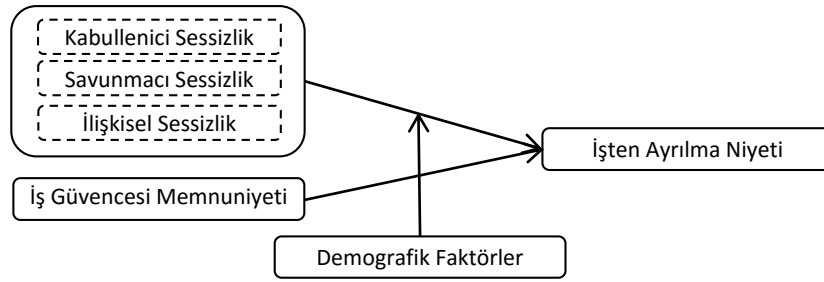 Kabullenici Sessizlik
Savunmacı Sessizlik
İlişkisel Sessizlik
İşten Ayrılma Niyeti
İş Güvencesi Memnuniyeti
Demografik Faktörler